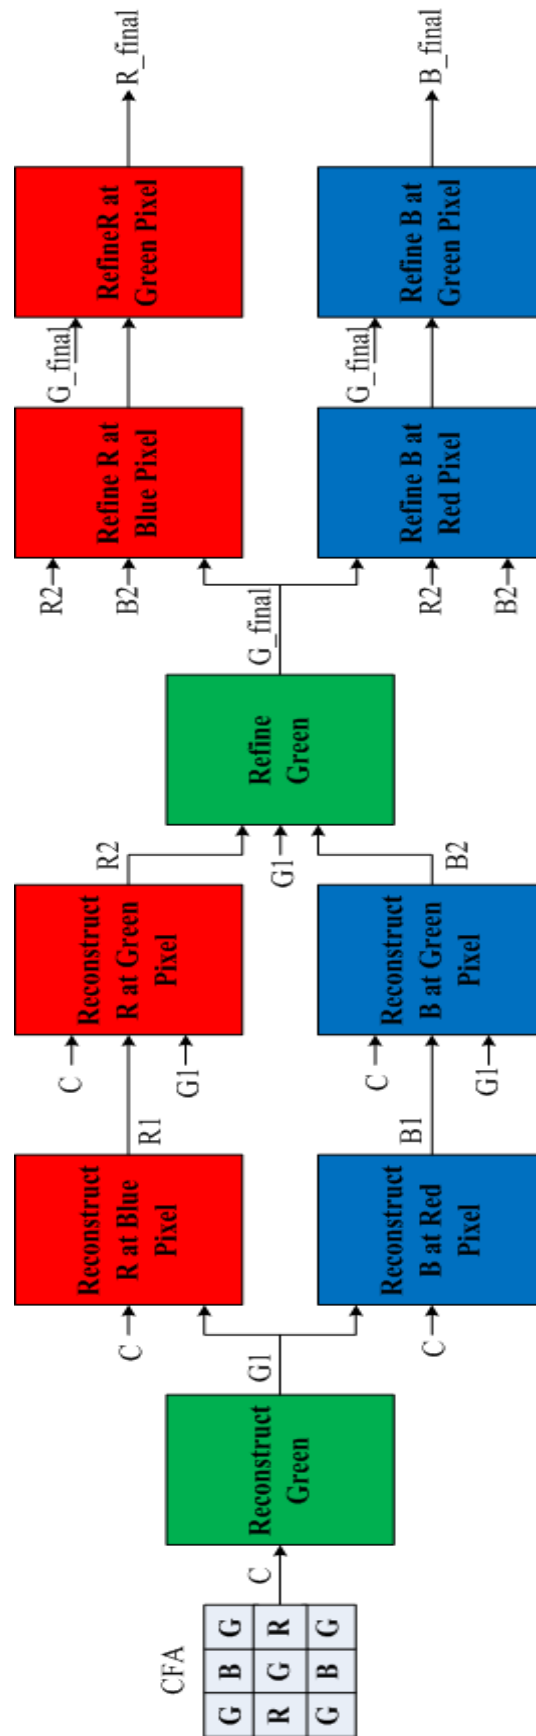 CFA
G B G
R G R
G B G
C
Reconstruct
Green
G1
C
Reconstruct
R at Blue
Pixel
R1
C
G1
Reconstruct
R at Green
Pixel
R2
C
Reconstruct
B at Red
Pixel
B1
C
G1
Reconstruct
B at Green
Pixel
B2
G1
Refine
Green
G_final
R2
B2
Refine R at
Blue Pixel
G_final
RefineR at
Green Pixel
R_final
R2
B2
Refine B at
Red Pixel
G_final
Refine B at
Green Pixel
B_final